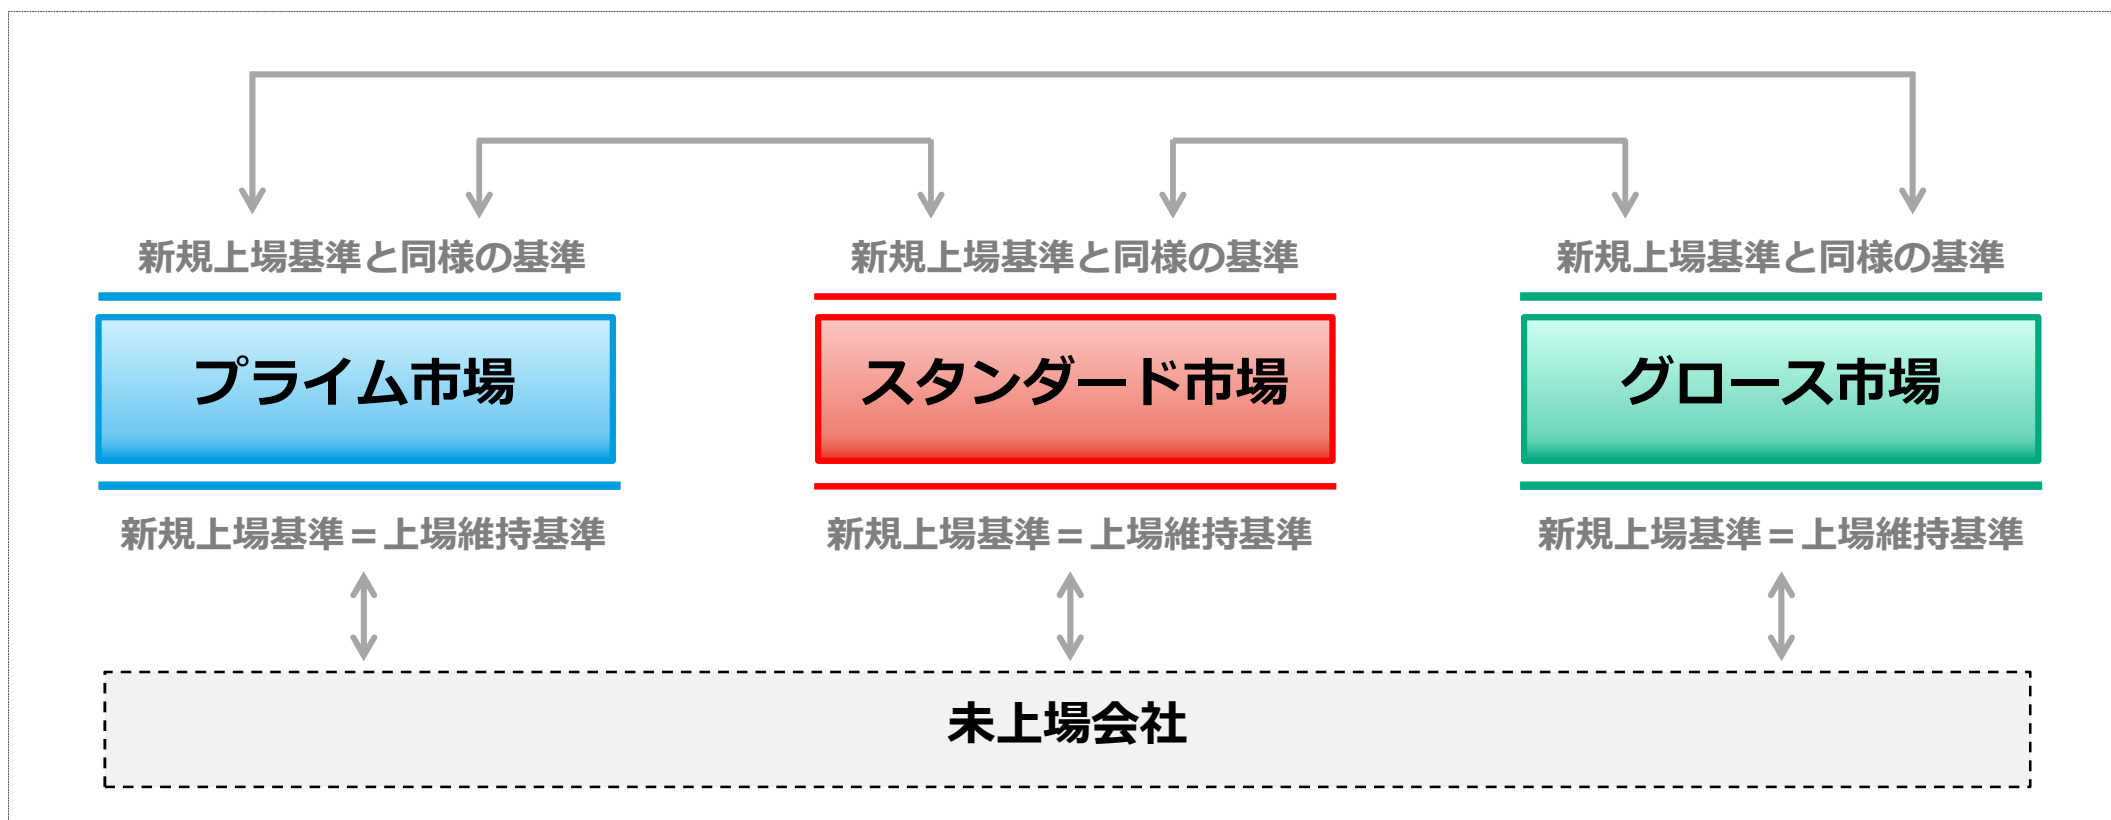 新規上場基準と同様の基準
新規上場基準と同様の基準
新規上場基準と同様の基準
プライム市場
スタンダード市場
グロース市場
新規上場基準＝上場維持基準
新規上場基準＝上場維持基準
新規上場基準＝上場維持基準
未上場会社